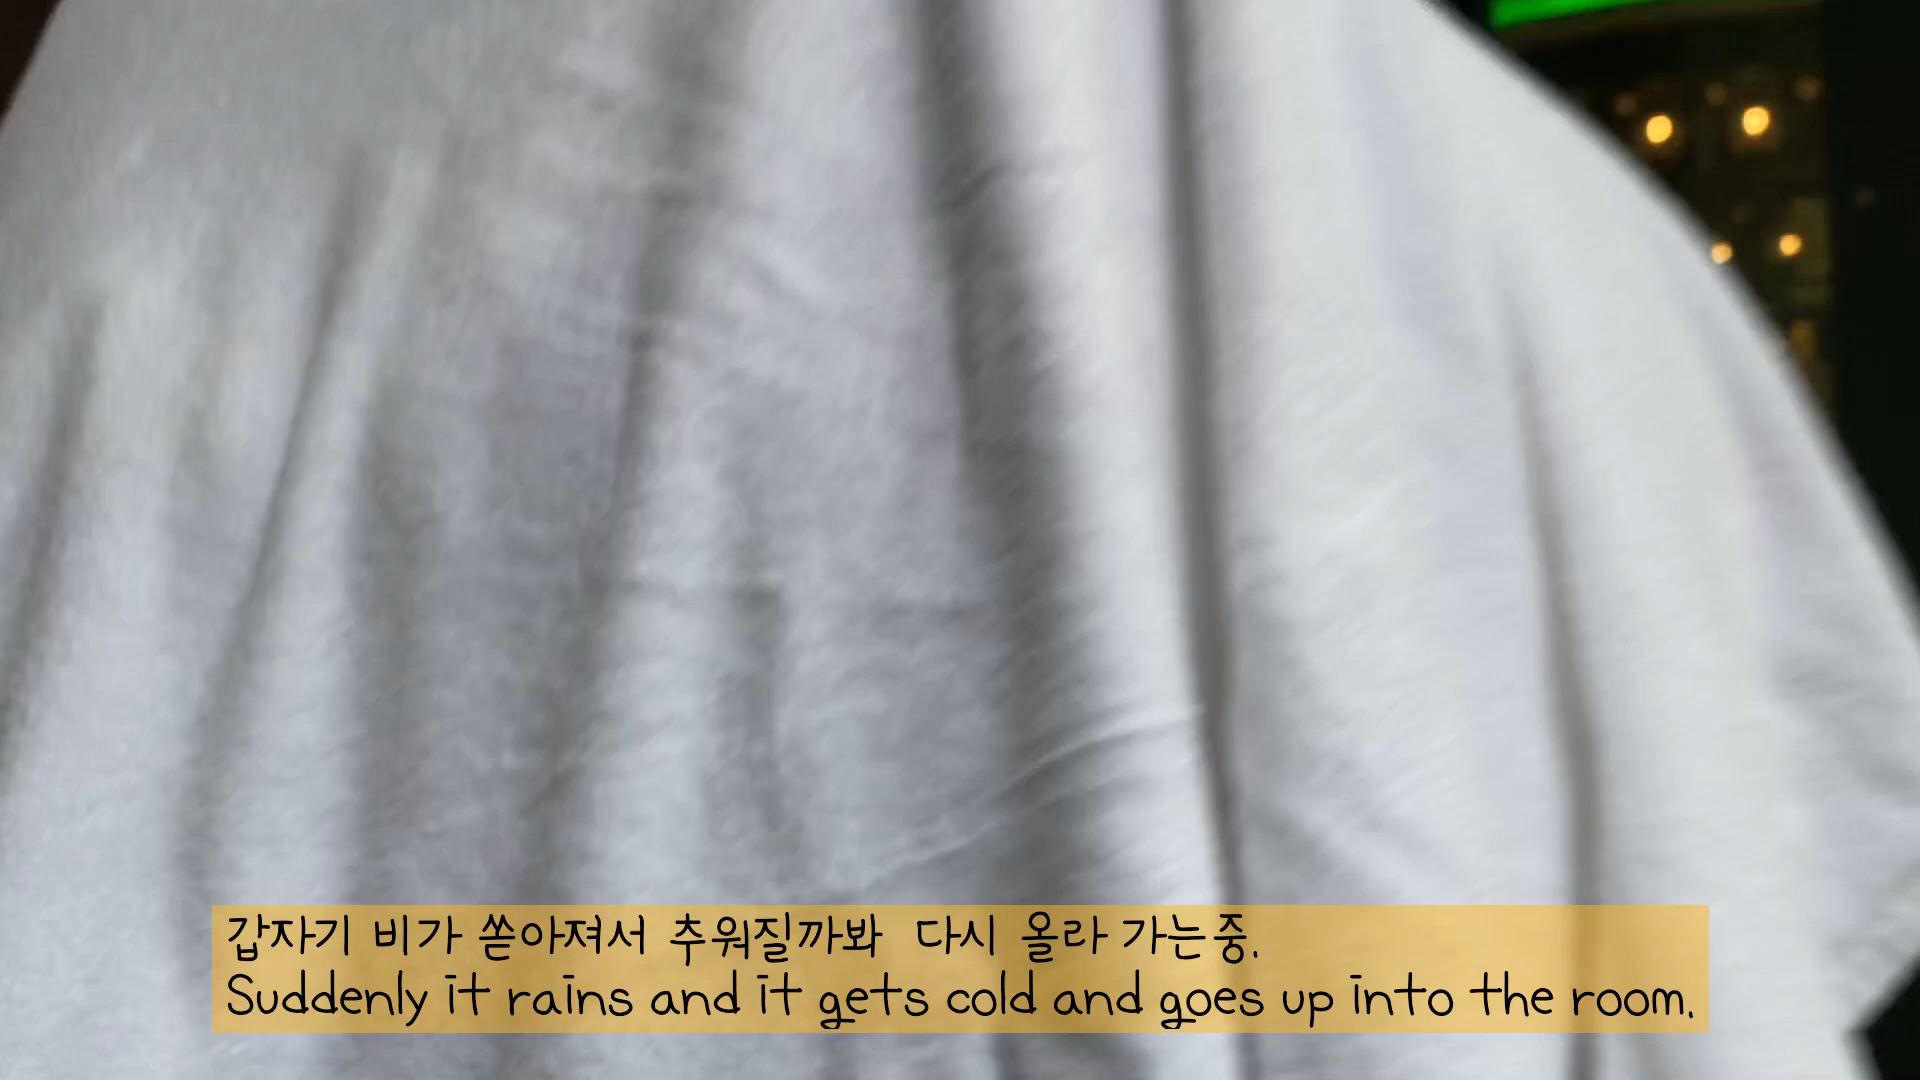 갑자기 비가 쏟아져서 추워질까봐 다시 올라 가는중.
Suddenly it rains and it gets cold and goes up into the room.